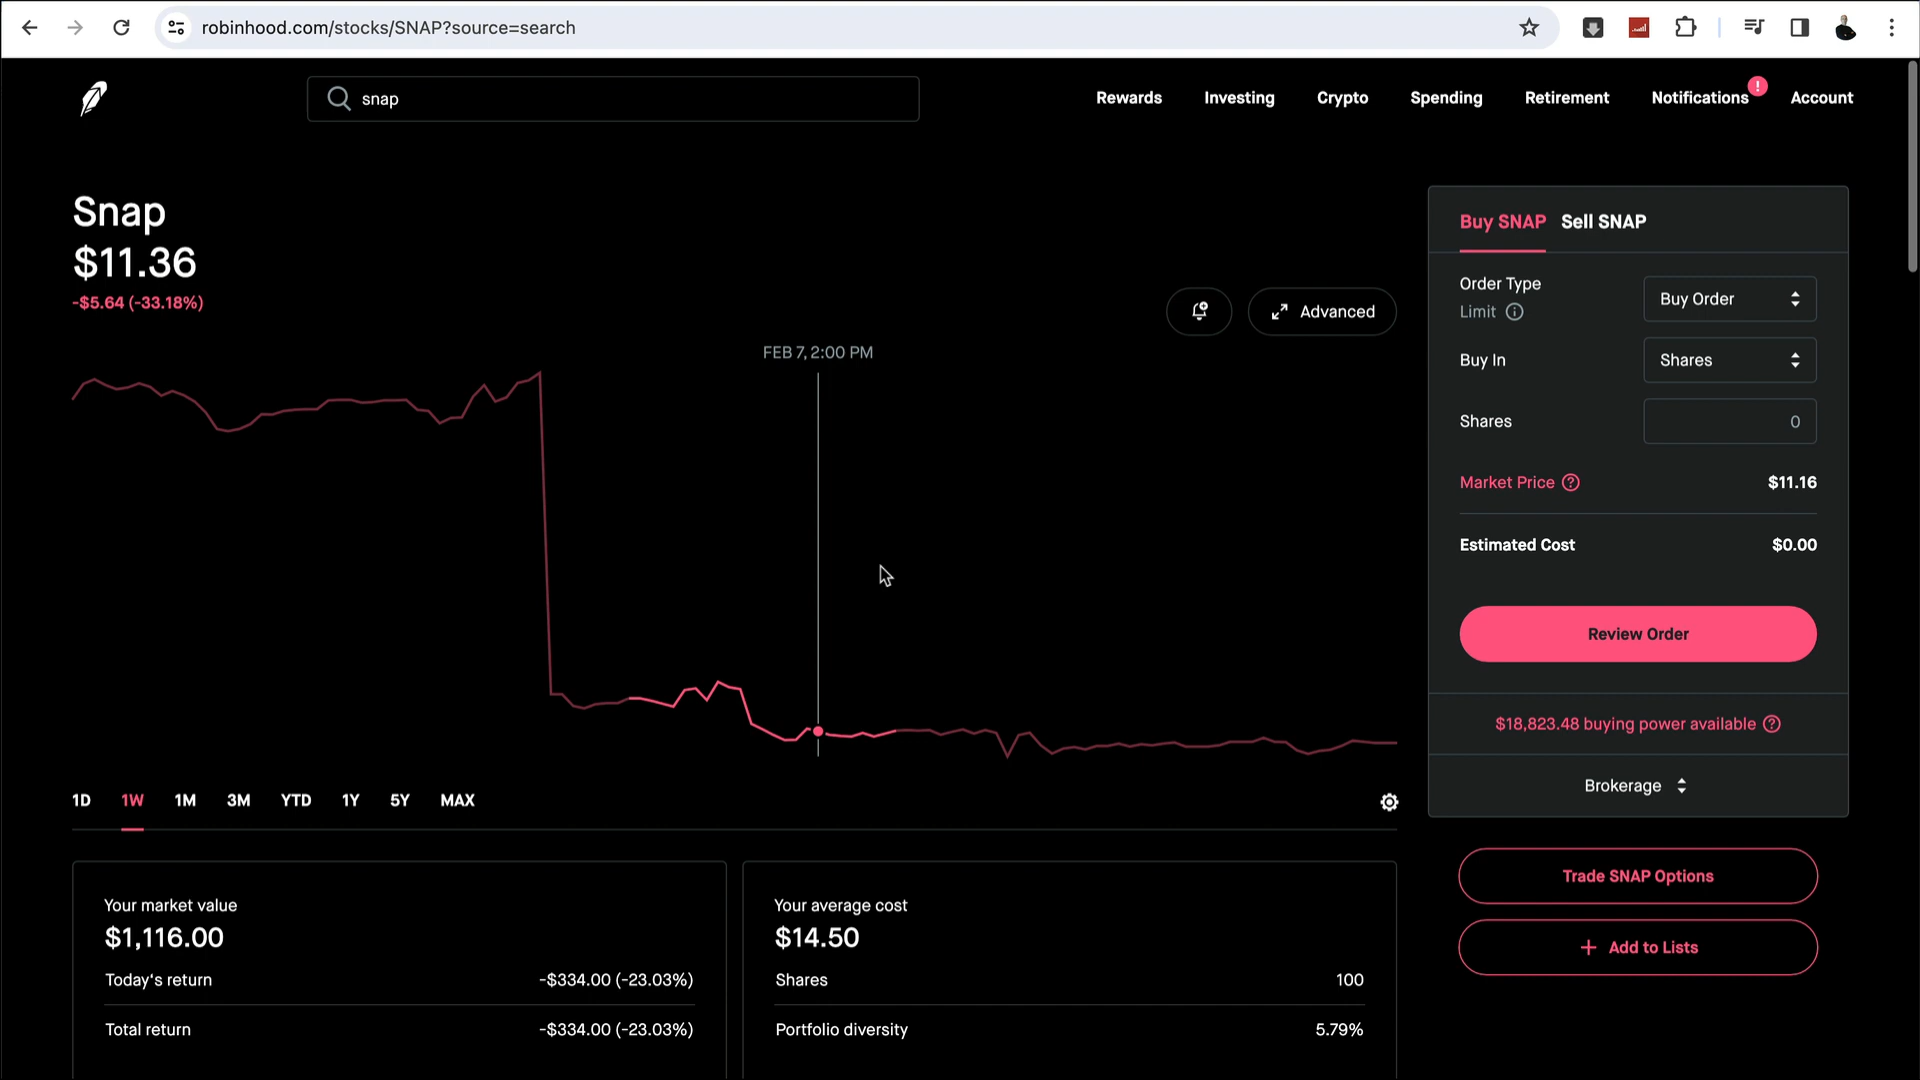 robinhood.com/stocks/SNAP?source=search
snap
Rewards
Investing
Crypto
Spending
Retirement
Notifications
!
Account
Snap
$11.36
-$5.64 (-33.18%)
Advanced
FEB 7, 2:00 PM
1D
1W
1M
3M
YTD
1Y
5Y
MAX
Buy SNAP
Sell SNAP
Order Type
Limit
Buy Order
Buy In
Shares
Shares
0
Market Price
$11.16
Estimated Cost
$0.00
Review Order
$18,823.48 buying power available
Brokerage
Trade SNAP Options
+ Add to Lists
Your market value
$1,116.00
Today's return
-$334.00 (-23.03%)
Total return
-$334.00 (-23.03%)
Your average cost
$14.50
Shares
100
Portfolio diversity
5.79%